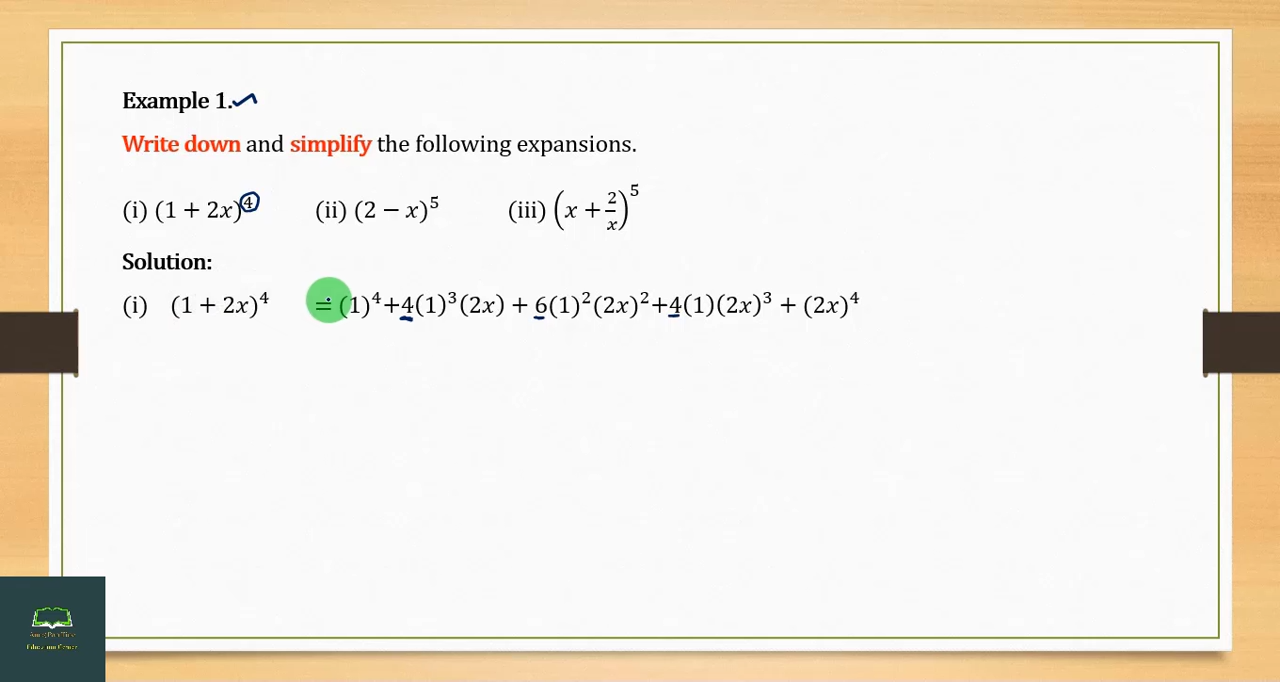 Example 1.
Write down and simplify the following expansions.
(i) (1 + 2x)⁴ (ii) (2 − x)⁵ (iii) (x + 2/x)⁵
Solution:
(i) (1 + 2x)⁴ = (1)⁴+4(1)³(2x) + 6(1)²(2x)²+4(1)(2x)³ + (2x)⁴
Education Center